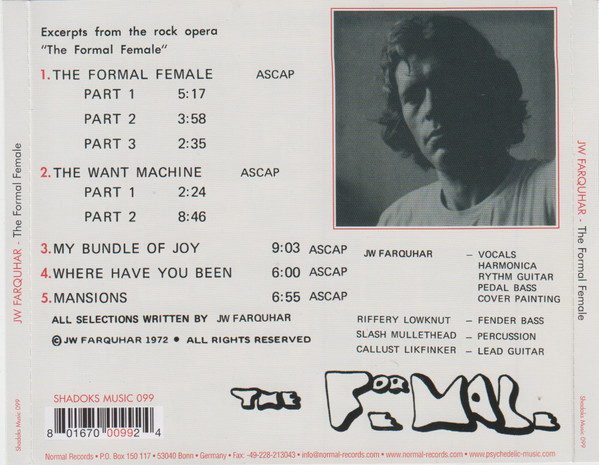 Excerpts from the rock opera
"The Formal Female"
1. THE FORMAL FEMALE ASCAP
PART 1 5:17
PART 2 3:58
PART 3 2:35
2. THE WANT MACHINE ASCAP
PART 1 2:24
PART 2 8:46
3. MY BUNDLE OF JOY 9:03 ASCAP
4. WHERE HAVE YOU BEEN 6:00 ASCAP
5. MANSIONS 6:55 ASCAP
ALL SELECTIONS WRITTEN BY JW FARQUHAR
© JW FARQUHAR 1972 • ALL RIGHTS RESERVED
JW FARQUHAR – VOCALS
HARMONICA
RYTHM GUITAR
PEDAL BASS
COVER PAINTING
RIFFERY LOWKNUT – FENDER BASS
SLASH MULLETHEAD – PERCUSSION
CALLUST LIKFINKER – LEAD GUITAR
SHADOKS MUSIC 099
8 01670 00992 4
THE FORMALE FEMALE
Normal Records • P.O. Box 150 117 • 53040 Bonn • Germany • Fax: -49-228-213043 • info@normal-records.com • www.normal-records.com • www.psychedelic-music.com
JW FARQUHAR - The Formal Female
Shadoks Music 099
JW FARQUHAR - The Formal Female
Shadoks Music 099